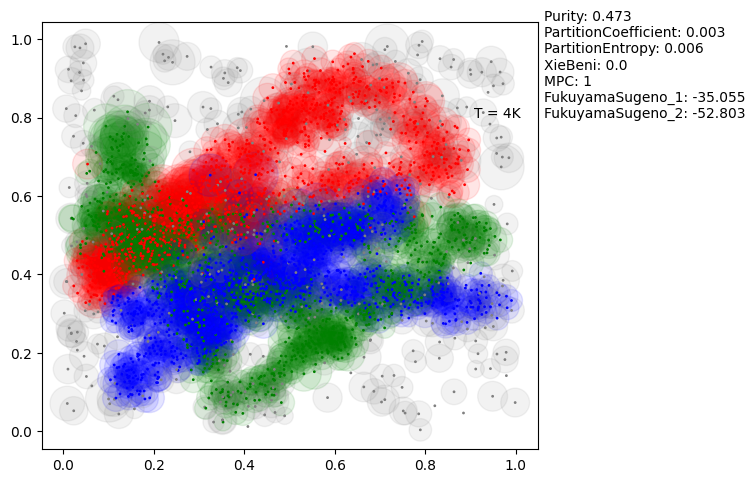 Purity: 0.473
PartitionCoefficient: 0.003
PartitionEntropy: 0.006
XieBeni: 0.0
MPC: 1
FukuyamaSugeno_1: -35.055
FukuyamaSugeno_2: -52.803
T = 4K
1.0
0.8
0.6
0.4
0.2
0.0
0.0 0.2 0.4 0.6 0.8 1.0